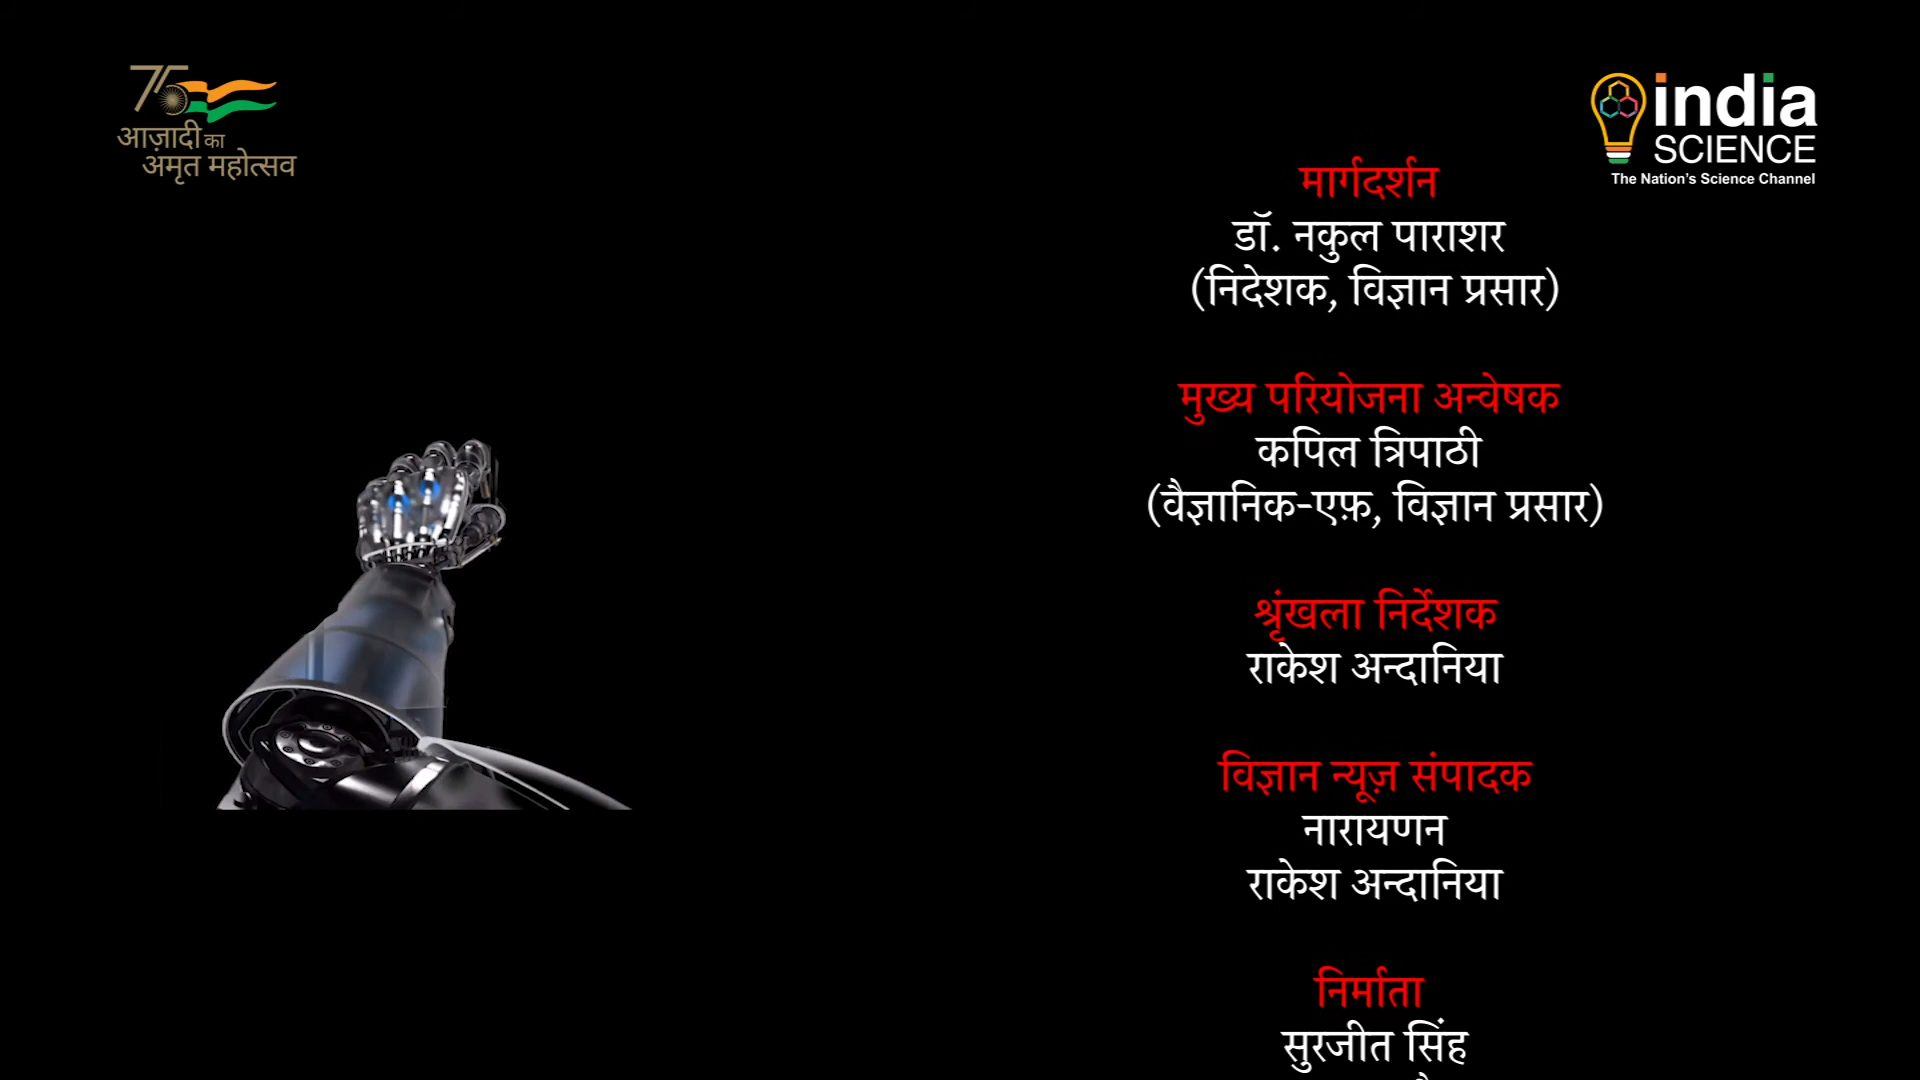 75
आज़ादी का
अमृत महोत्सव
india
SCIENCE
The Nation's Science Channel
मार्गदर्शन
डॉ. नकुल पाराशर
(निदेशक, विज्ञान प्रसार)
मुख्य परियोजना अन्वेषक
कपिल त्रिपाठी
(वैज्ञानिक-एफ़, विज्ञान प्रसार)
श्रृंखला निर्देशक
राकेश अन्दानिया
विज्ञान न्यूज़ संपादक
नारायणन
राकेश अन्दानिया
निर्माता
सुरजीत सिंह